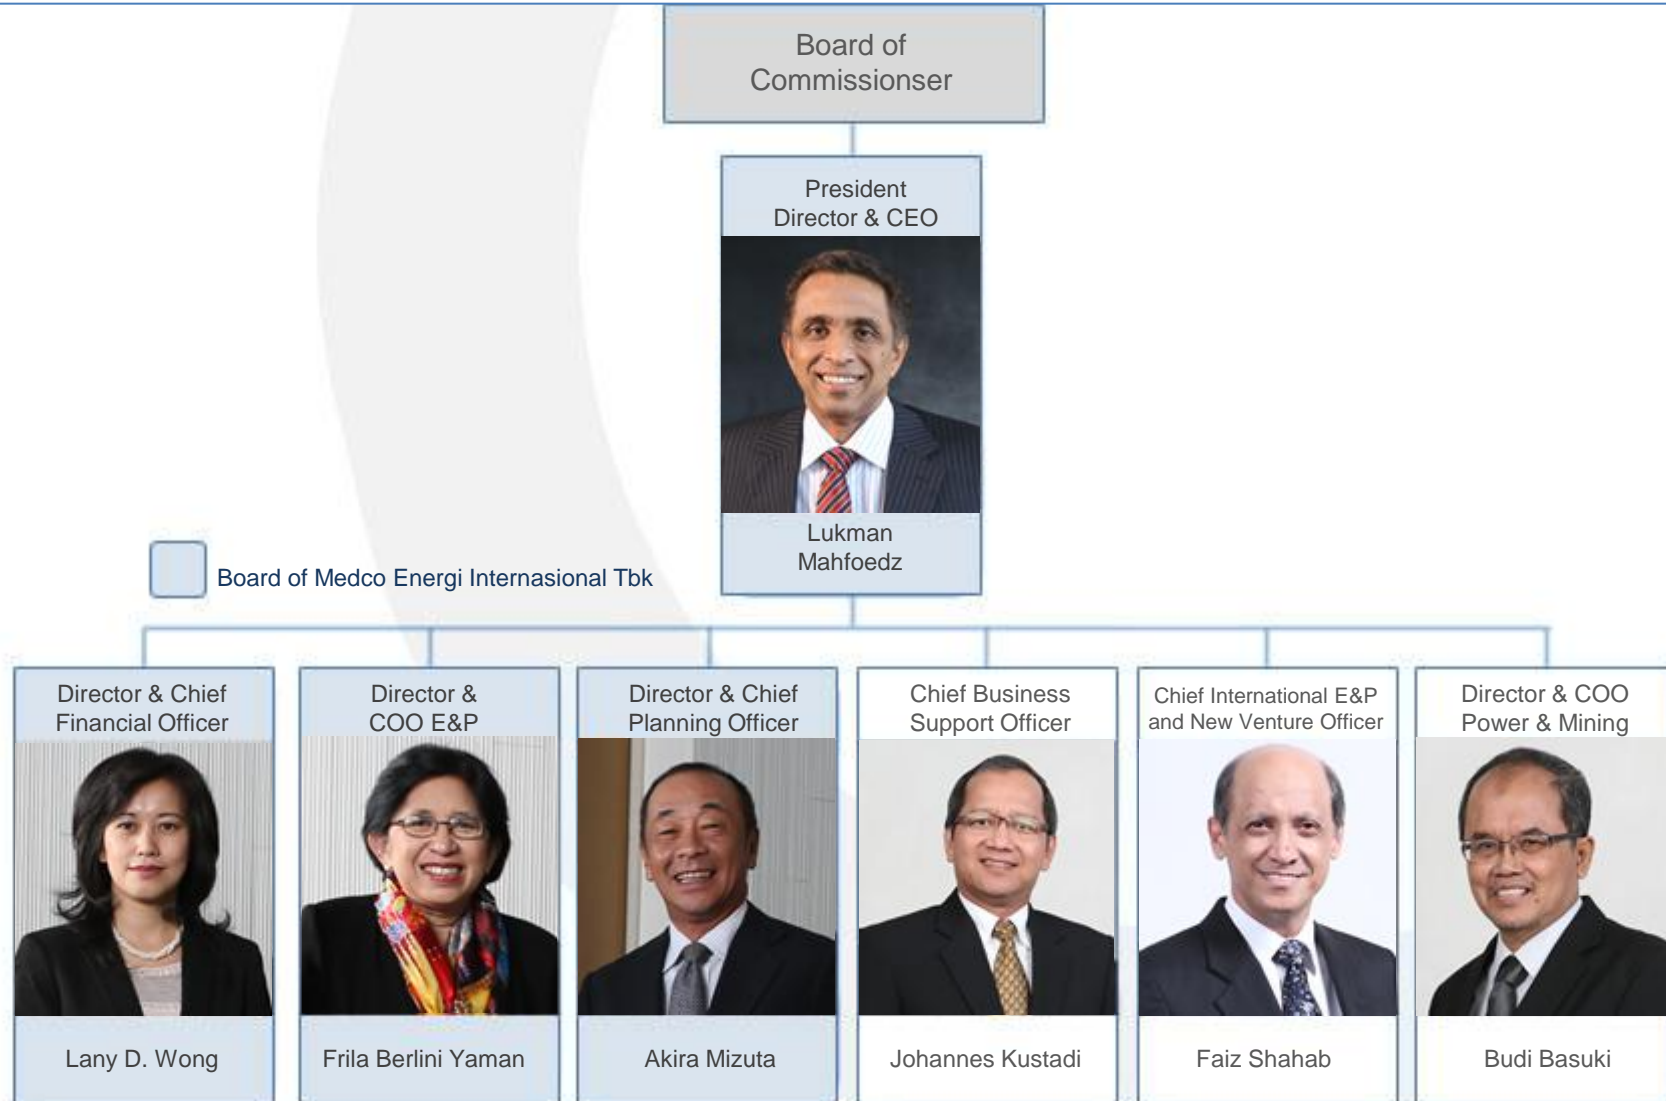 Board of
Commissionser
President
Director & CEO
Lukman
Mahfoedz
Board of Medco Energi Internasional Tbk
Director & Chief
Financial Officer
Lany D. Wong
Director &
COO E&P
Frila Berlini Yaman
Director & Chief
Planning Officer
Akira Mizuta
Chief Business
Support Officer
Johannes Kustadi
Chief International E&P
and New Venture Officer
Faiz Shahab
Director & COO
Power & Mining
Budi Basuki